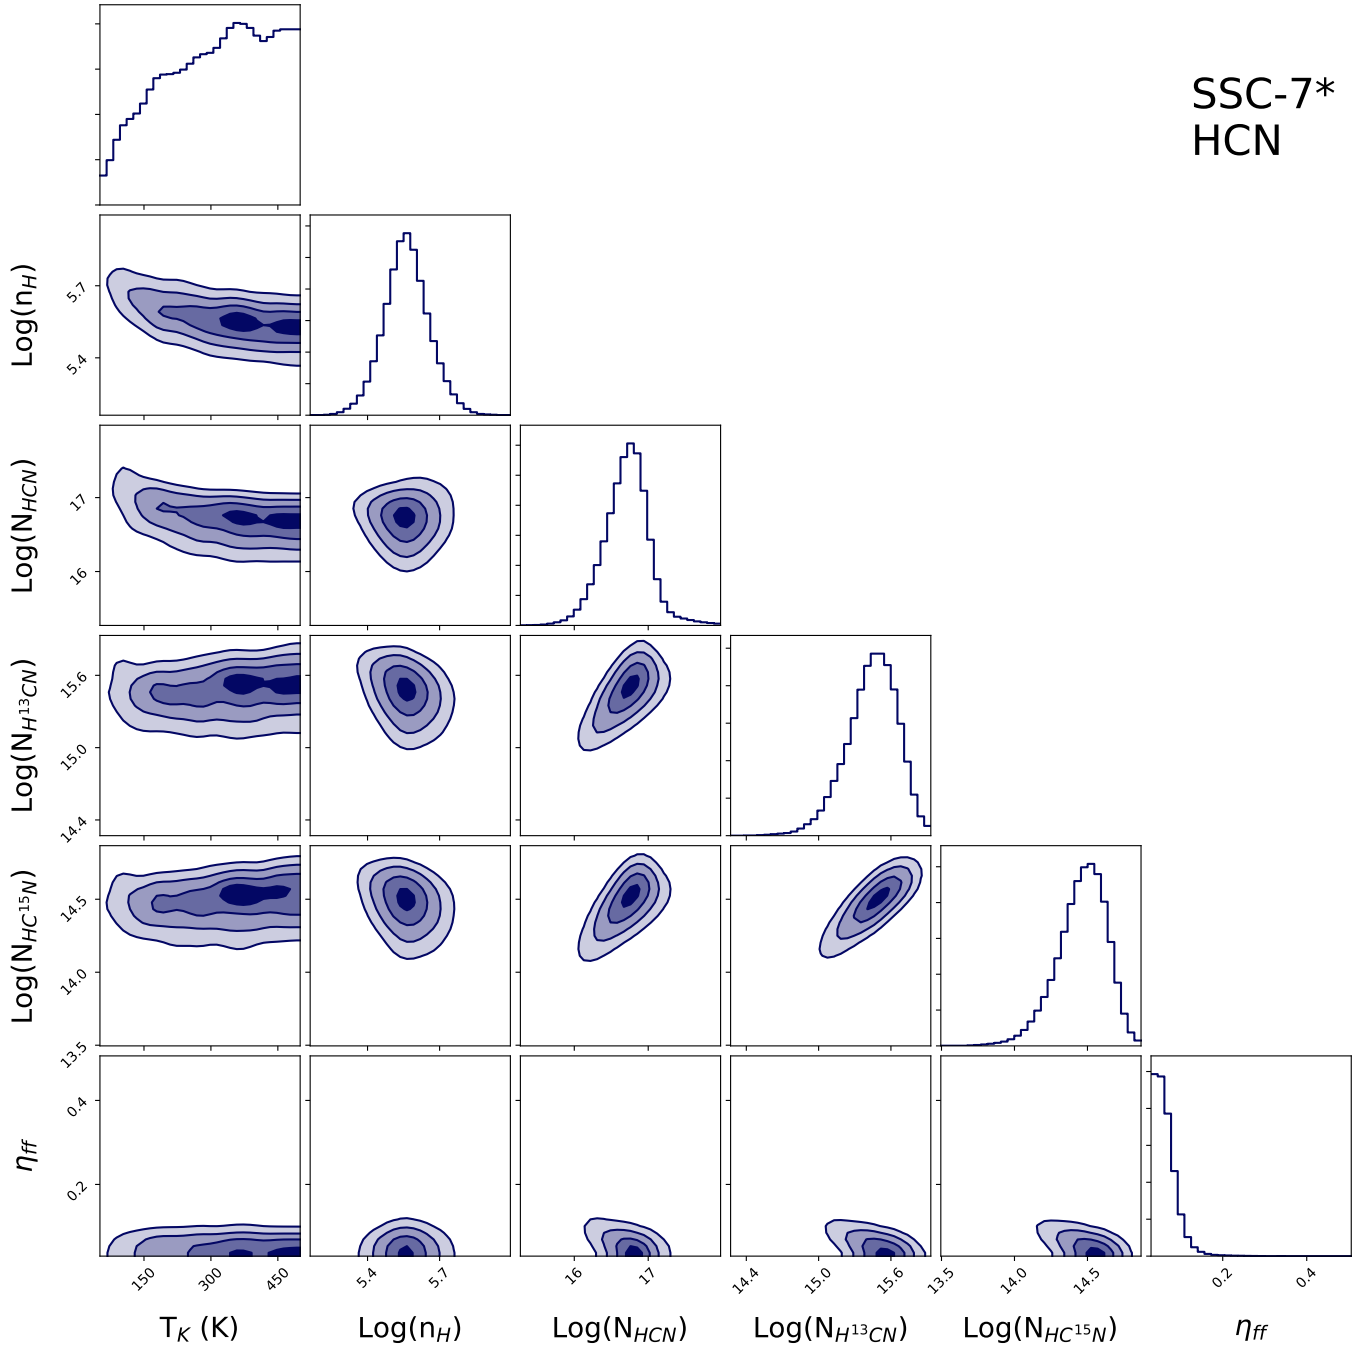 SSC-7*
HCN
Log(n_H)
5.7
5.4
Log(N_HCN)
17
16
Log(N_H¹³CN)
15.6
15.0
14.4
Log(N_HC¹⁵N)
14.5
14.0
13.5
η_ff
0.4
0.2
150 300 450 5.4 5.7 16 17 14.4 15.0 15.6 13.5 14.0 14.5 0.2 0.4
T_K (K) Log(n_H) Log(N_HCN) Log(N_H¹³CN) Log(N_HC¹⁵N) η_ff